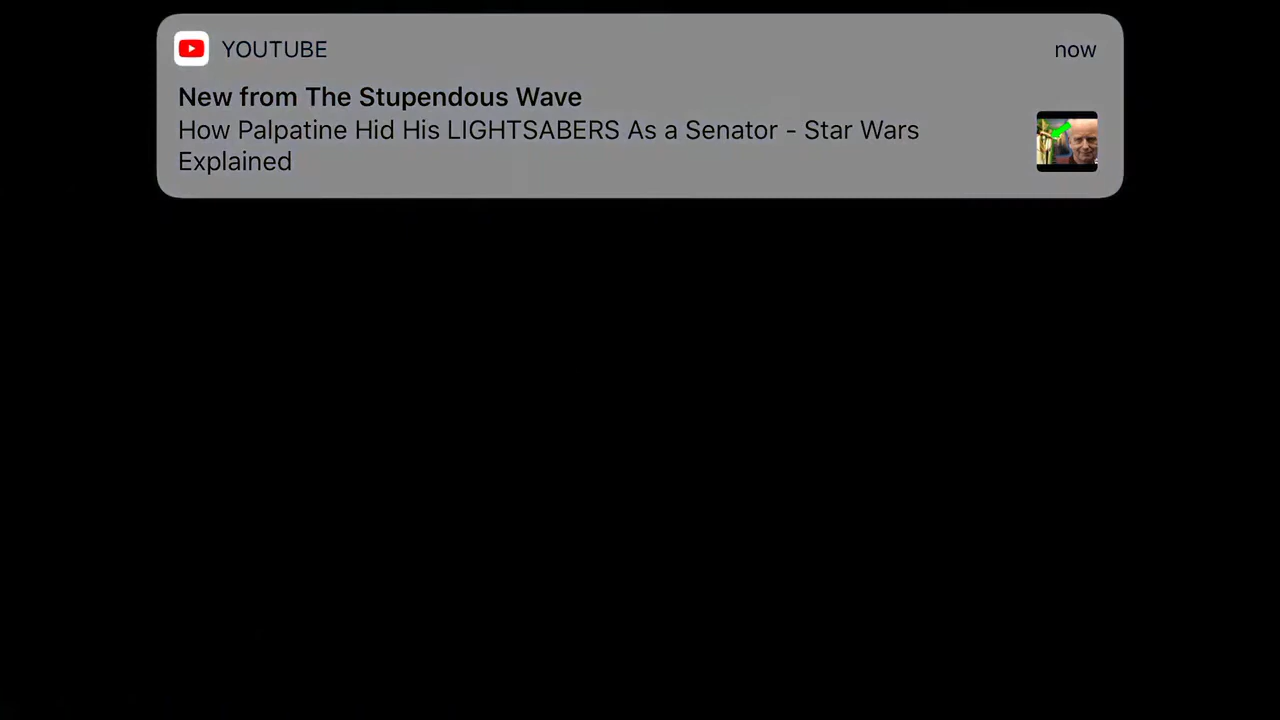 YOUTUBE
now
New from The Stupendous Wave
How Palpatine Hid His LIGHTSABERS As a Senator - Star Wars
Explained